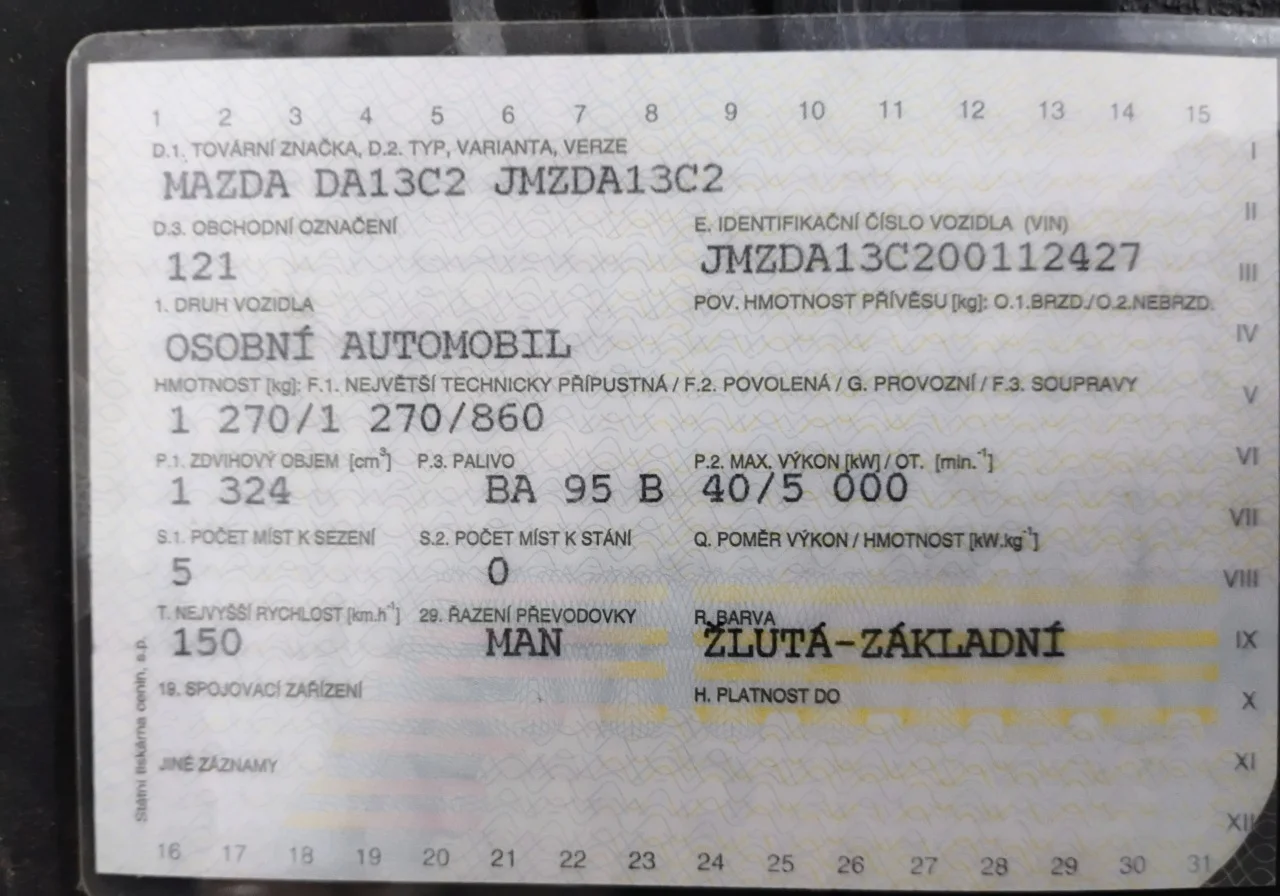 1 2 3 4 5 6 7 8 9 10 11 12 13 14 15
D.1. TOVÁRNÍ ZNAČKA, D.2. TYP, VARIANTA, VERZE
I
MAZDA DA13C2 JMZDA13C2
II
D.3. OBCHODNÍ OZNAČENÍ E. IDENTIFIKAČNÍ ČÍSLO VOZIDLA (VIN)
121 JMZDA13C200112427
III
1. DRUH VOZIDLA POV. HMOTNOST PŘÍVĚSU [kg]: O.1.BRZD./O.2.NEBRZD.
IV
OSOBNÍ AUTOMOBIL
HMOTNOST [kg]: F.1. NEJVĚTŠÍ TECHNICKY PŘÍPUSTNÁ / F.2. POVOLENÁ / G. PROVOZNÍ / F.3. SOUPRAVY
V
1 270/1 270/860
P.1. ZDVIHOVÝ OBJEM [cm³] P.3. PALIVO P.2. MAX. VÝKON [kW] / OT. [min.⁻¹]
VI
1 324 BA 95 B 40/5 000
VII
S.1. POČET MÍST K SEZENÍ S.2. POČET MÍST K STÁNÍ Q. POMĚR VÝKON / HMOTNOST [kW.kg⁻¹]
5 0
VIII
T. NEJVYŠŠÍ RYCHLOST [km.h⁻¹] 29. ŘAZENÍ PŘEVODOVKY R. BARVA
150 MAN ŽLUTÁ-ZÁKLADNÍ
IX
19. SPOJOVACÍ ZAŘÍZENÍ H. PLATNOST DO
X
JINÉ ZÁZNAMY
XI
XII
Státní tiskárna cenin, s.p.
16 17 18 19 20 21 22 23 24 25 26 27 28 29 30 31